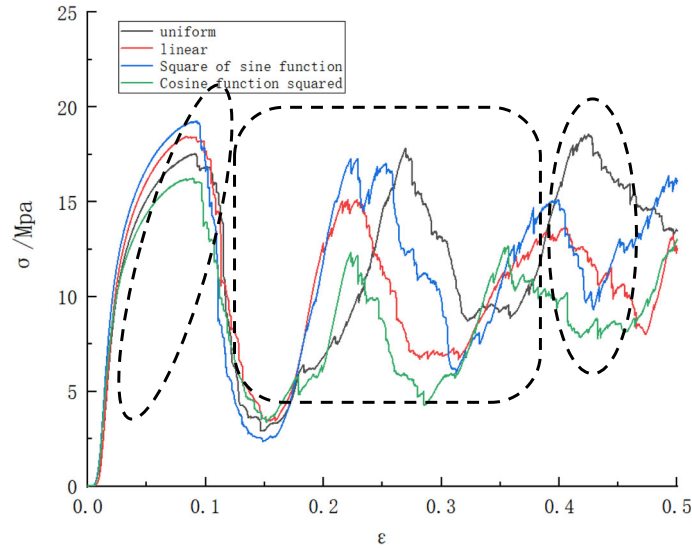 uniform
linear
Square of sine function
Cosine function squared
25
20
15
10
5
0
σ /Mpa
0.0
0.1
0.2
0.3
0.4
0.5
ε